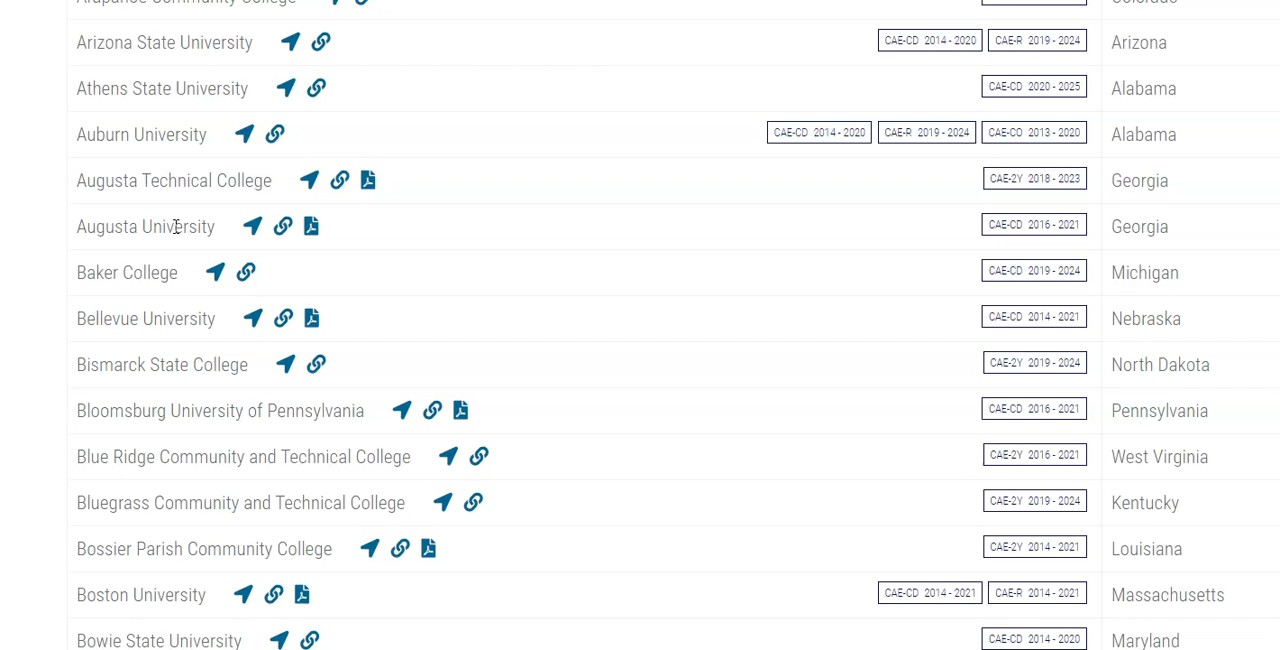 Arapahoe Community College Colorado
Arizona State University CAE-CD 2014 - 2020 CAE-R 2019 - 2024 Arizona
Athens State University CAE-CD 2020 - 2025 Alabama
Auburn University CAE-CD 2014 - 2020 CAE-R 2019 - 2024 CAE-CO 2013 - 2020 Alabama
Augusta Technical College CAE-2Y 2018 - 2023 Georgia
Augusta University CAE-CD 2016 - 2021 Georgia
Baker College CAE-CD 2019 - 2024 Michigan
Bellevue University CAE-CD 2014 - 2021 Nebraska
Bismarck State College CAE-2Y 2019 - 2024 North Dakota
Bloomsburg University of Pennsylvania CAE-CD 2016 - 2021 Pennsylvania
Blue Ridge Community and Technical College CAE-2Y 2016 - 2021 West Virginia
Bluegrass Community and Technical College CAE-2Y 2019 - 2024 Kentucky
Bossier Parish Community College CAE-2Y 2014 - 2021 Louisiana
Boston University CAE-CD 2014 - 2021 CAE-R 2014 - 2021 Massachusetts
Bowie State University CAE-CD 2014 - 2020 Maryland